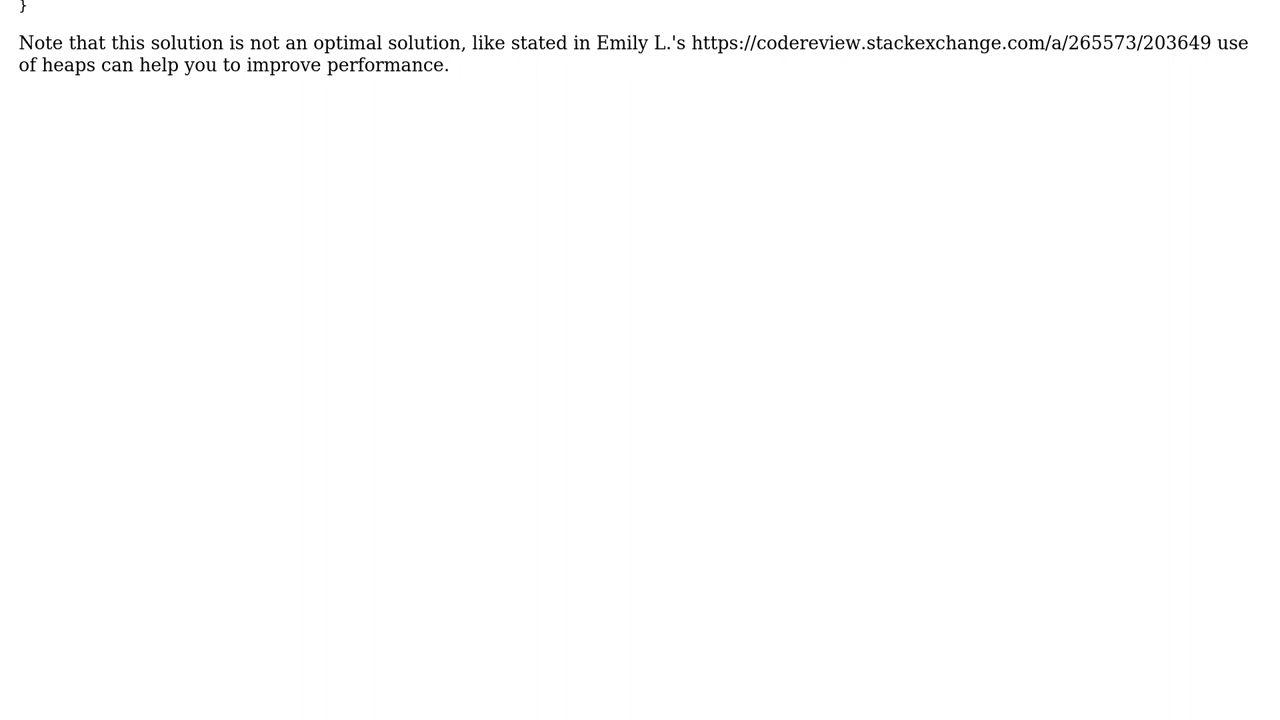 }
Note that this solution is not an optimal solution, like stated in Emily L.'s https://codereview.stackexchange.com/a/265573/203649 use
of heaps can help you to improve performance.